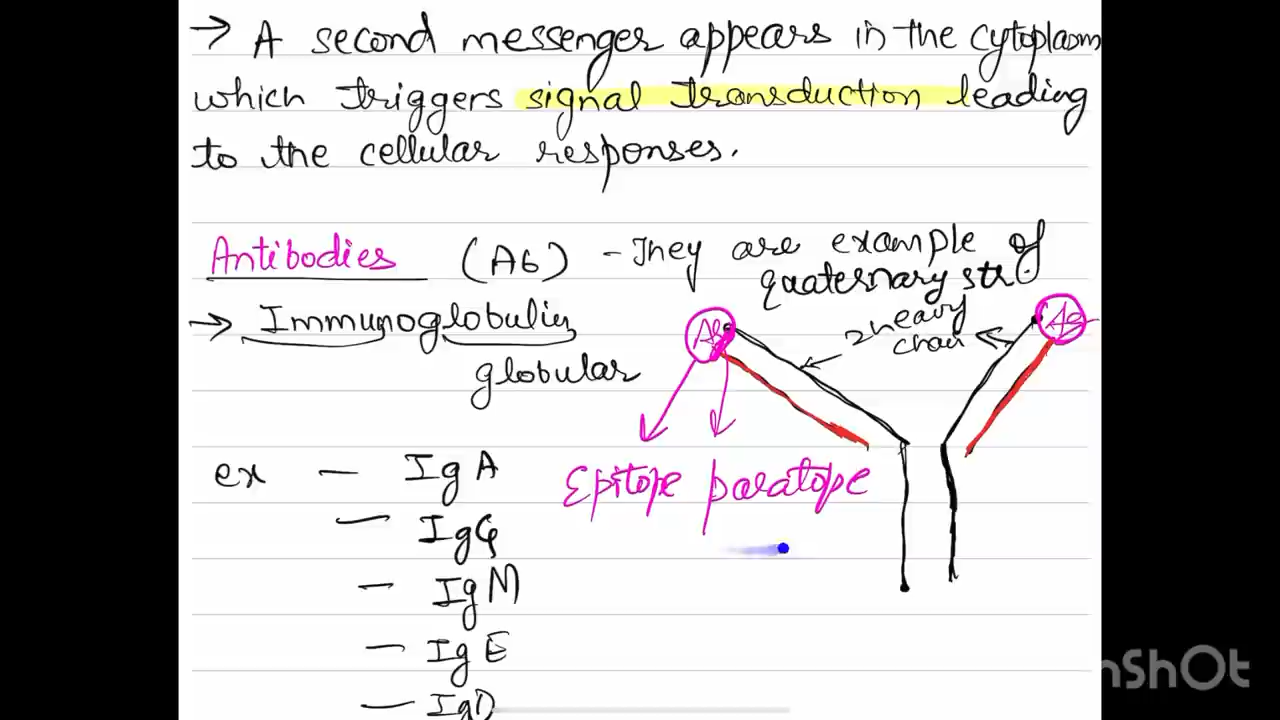 → A second messenger appears in the cytoplasm
which triggers signal transduction leading
to the cellular responses.
Antibodies (Ab) - They are example of
quaternary str.
→ Immunoglobulin
globular
2 heavy
chain
Ag
Ag
ex - IgA
- IgG
- IgM
- IgE
- IgD
Epitope paratope
nShOt